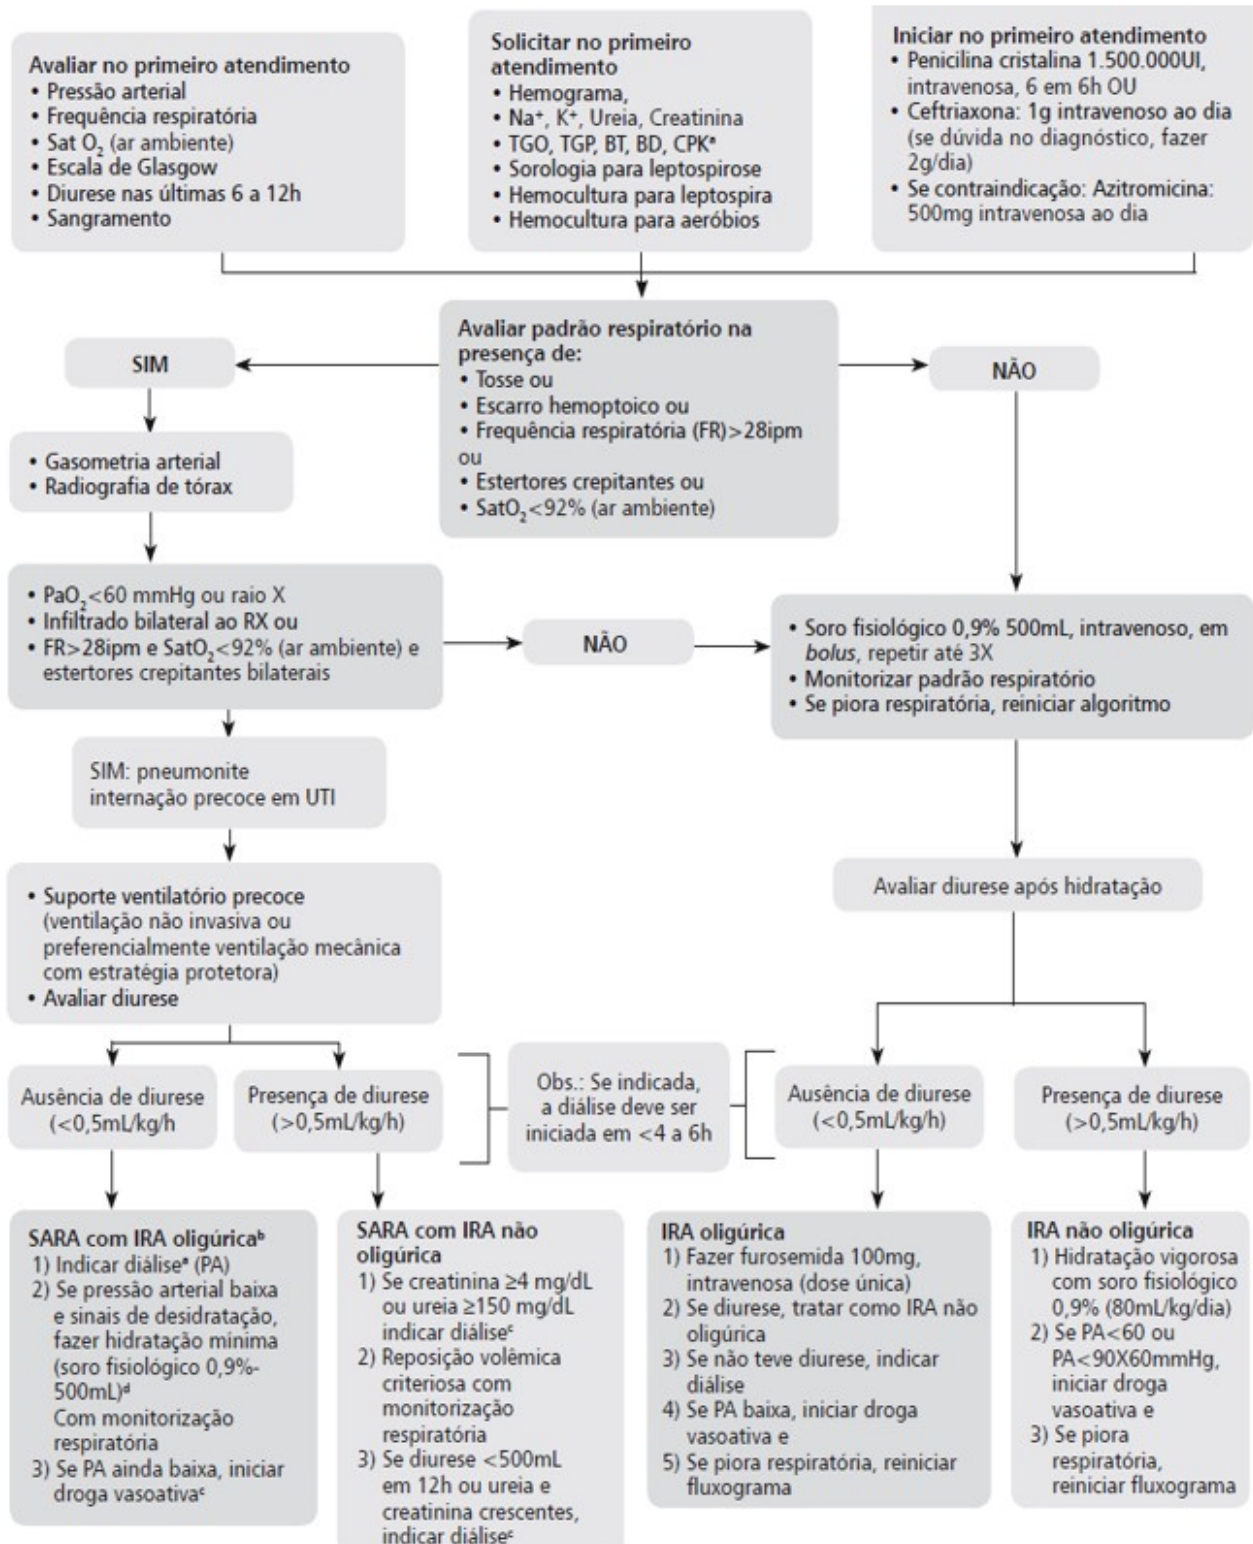 Avaliar no primeiro atendimento
• Pressão arterial
• Frequência respiratória
• Sat O₂ (ar ambiente)
• Escala de Glasgow
• Diurese nas últimas 6 a 12h
• Sangramento
Solicitar no primeiro
atendimento
• Hemograma,
• Na⁺, K⁺, Ureia, Creatinina
• TGO, TGP, BT, BD, CPKᵃ
• Sorologia para leptospirose
• Hemocultura para leptospira
• Hemocultura para aeróbios
Iniciar no primeiro atendimento
• Penicilina cristalina 1.500.000UI,
intravenosa, 6 em 6h OU
• Ceftriaxona: 1g intravenoso ao dia
(se dúvida no diagnóstico, fazer
2g/dia)
• Se contraindicação: Azitromicina:
500mg intravenosa ao dia
Avaliar padrão respiratório na
presença de:
• Tosse ou
• Escarro hemoptoico ou
• Frequência respiratória (FR)>28ipm
ou
• Estertores crepitantes ou
• SatO₂<92% (ar ambiente)
SIM
NÃO
• Gasometria arterial
• Radiografia de tórax
• PaO₂<60 mmHg ou raio X
• Infiltrado bilateral ao RX ou
• FR>28ipm e SatO₂<92% (ar ambiente) e
estertores crepitantes bilaterais
NÃO
• Soro fisiológico 0,9% 500mL, intravenoso, em
bolus, repetir até 3X
• Monitorizar padrão respiratório
• Se piora respiratória, reiniciar algoritmo
SIM: pneumonite
internação precoce em UTI
• Suporte ventilatório precoce
(ventilação não invasiva ou
preferencialmente ventilação mecânica
com estratégia protetora)
• Avaliar diurese
Avaliar diurese após hidratação
Ausência de diurese
(<0,5mL/kg/h
Presença de diurese
(>0,5mL/kg/h)
Obs.: Se indicada,
a diálise deve ser
iniciada em <4 a 6h
Ausência de diurese
(<0,5mL/kg/h)
Presença de diurese
(>0,5mL/kg/h)
SARA com IRA oligúricaᵇ
1) Indicar diáliseᵃ (PA)
2) Se pressão arterial baixa
e sinais de desidratação,
fazer hidratação mínima
(soro fisiológico 0,9%-
500mL)ᵈ
Com monitorização
respiratória
3) Se PA ainda baixa, iniciar
droga vasoativaᶜ
SARA com IRA não
oligúrica
1) Se creatinina ≥4 mg/dL
ou ureia ≥150 mg/dL
indicar diáliseᶜ
2) Reposição volêmica
criteriosa com
monitorização
respiratória
3) Se diurese <500mL
em 12h ou ureia e
creatinina crescentes,
indicar diáliseᶜ
IRA oligúrica
1) Fazer furosemida 100mg,
intravenosa (dose única)
2) Se diurese, tratar como IRA não
oligúrica
3) Se não teve diurese, indicar
diálise
4) Se PA baixa, iniciar droga
vasoativa e
5) Se piora respiratória, reiniciar
fluxograma
IRA não oligúrica
1) Hidratação vigorosa
com soro fisiológico
0,9% (80mL/kg/dia)
2) Se PA<60 ou
PA<90X60mmHg,
iniciar droga
vasoativa e
3) Se piora
respiratória,
reiniciar fluxograma